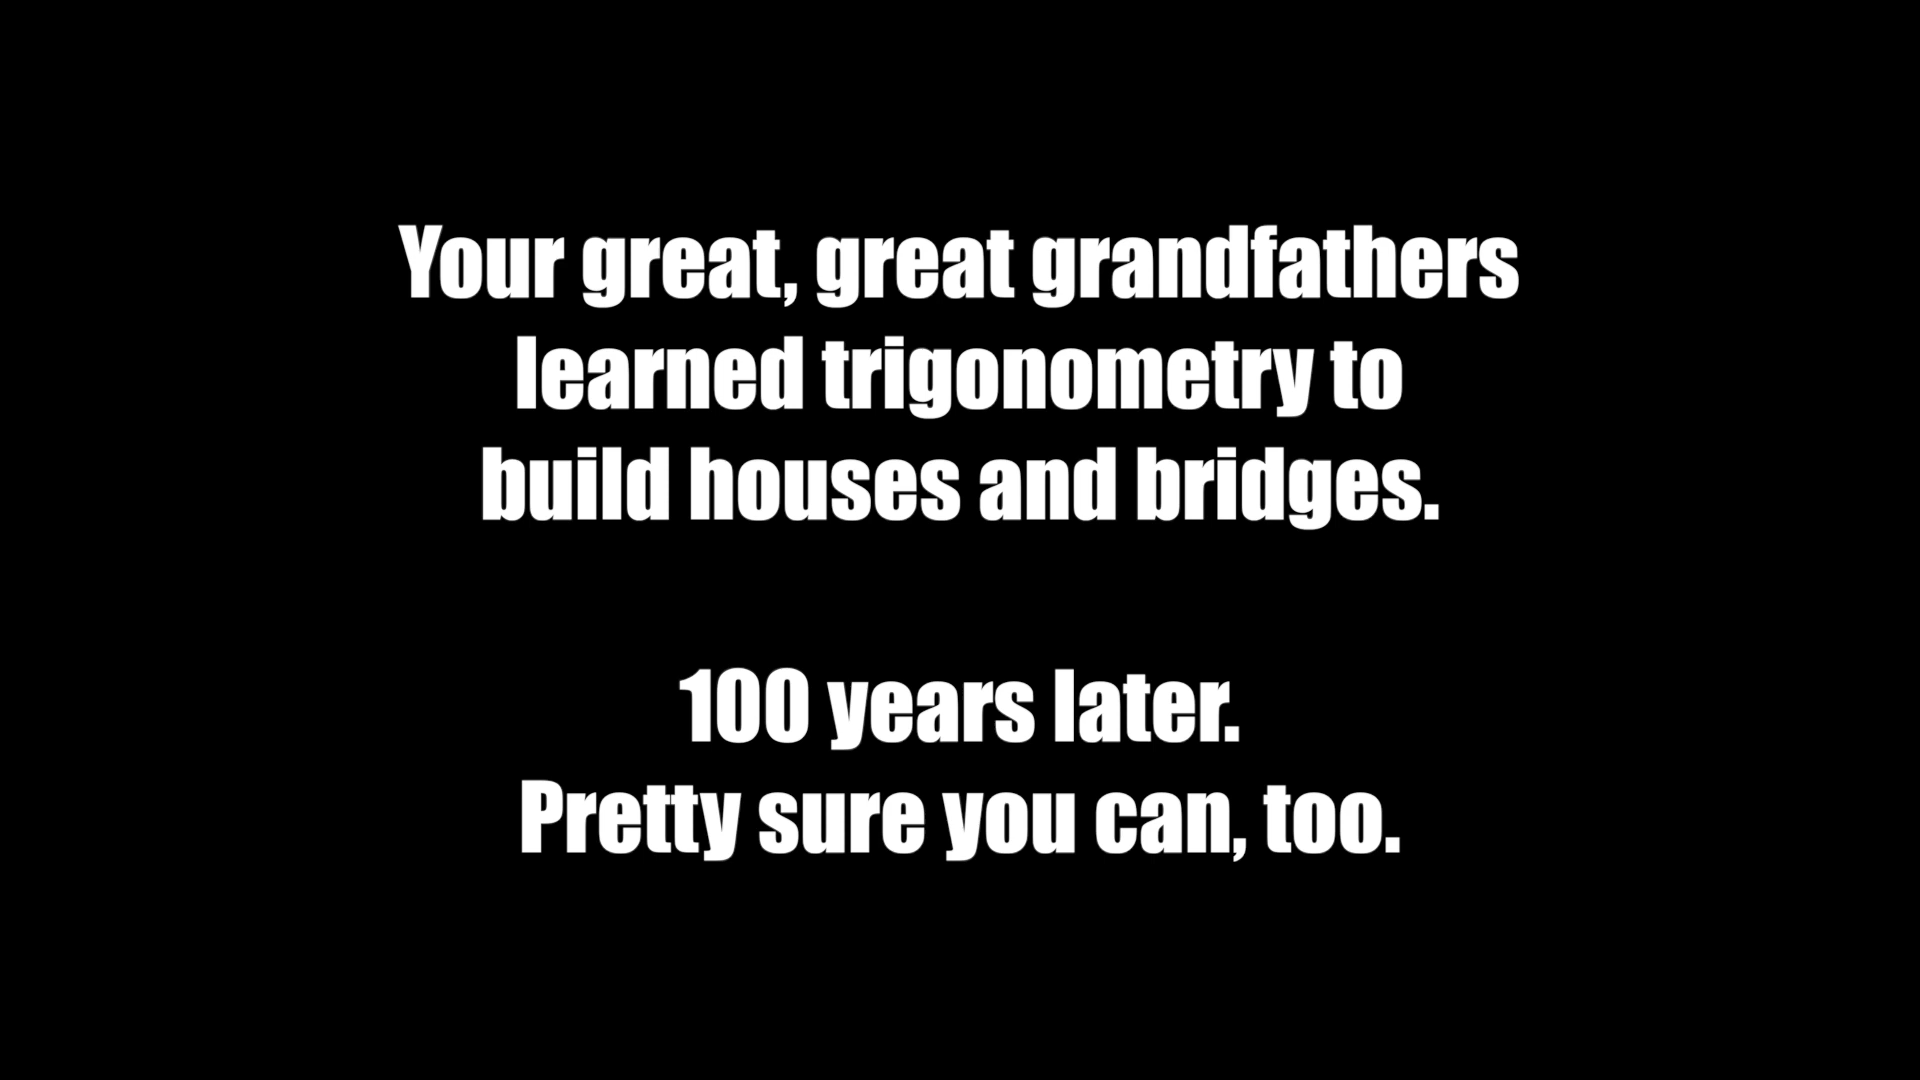 Your great, great grandfathers
learned trigonometry to
build houses and bridges.
100 years later.
Pretty sure you can, too.